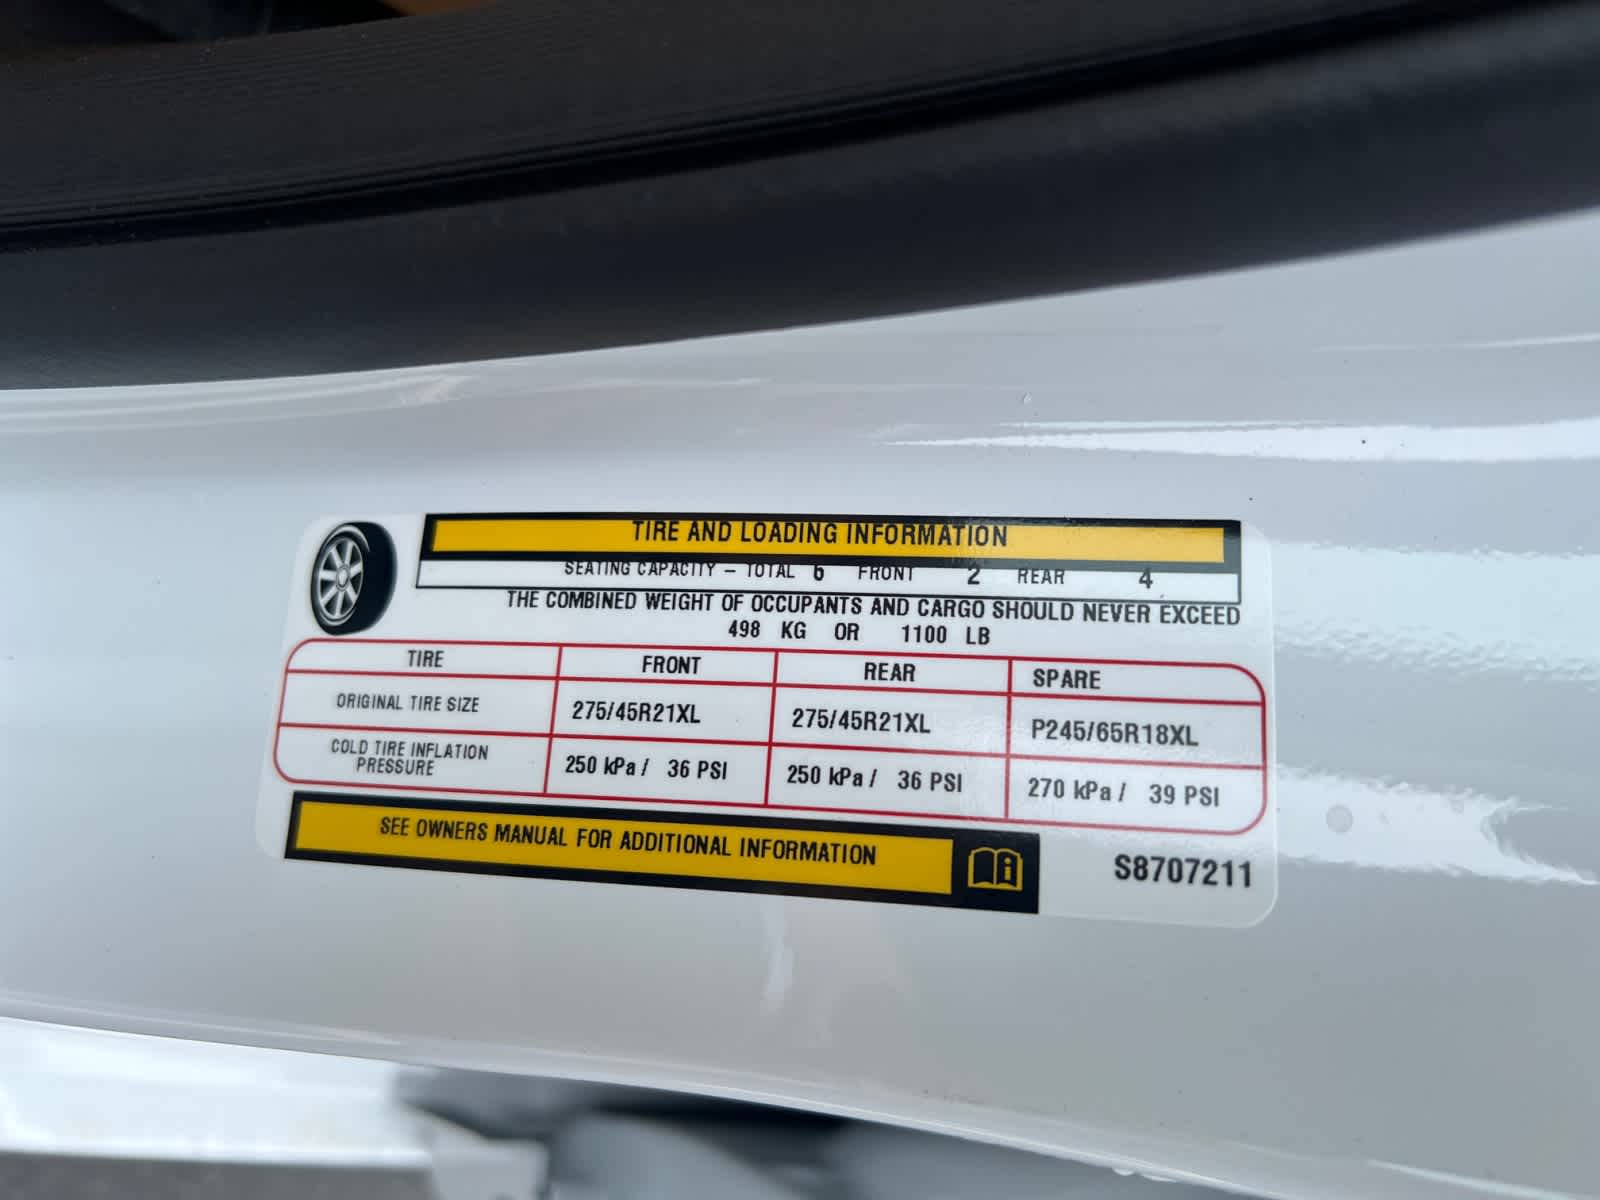 TIRE AND LOADING INFORMATION
SEATING CAPACITY – TOTAL 6 FRONT 2 REAR 4
THE COMBINED WEIGHT OF OCCUPANTS AND CARGO SHOULD NEVER EXCEED
498 KG OR 1100 LB
TIRE FRONT REAR SPARE
ORIGINAL TIRE SIZE 275/45R21XL 275/45R21XL P245/65R18XL
COLD TIRE INFLATION
PRESSURE 250 kPa / 36 PSI 250 kPa / 36 PSI 270 kPa / 39 PSI
SEE OWNERS MANUAL FOR ADDITIONAL INFORMATION
S8707211